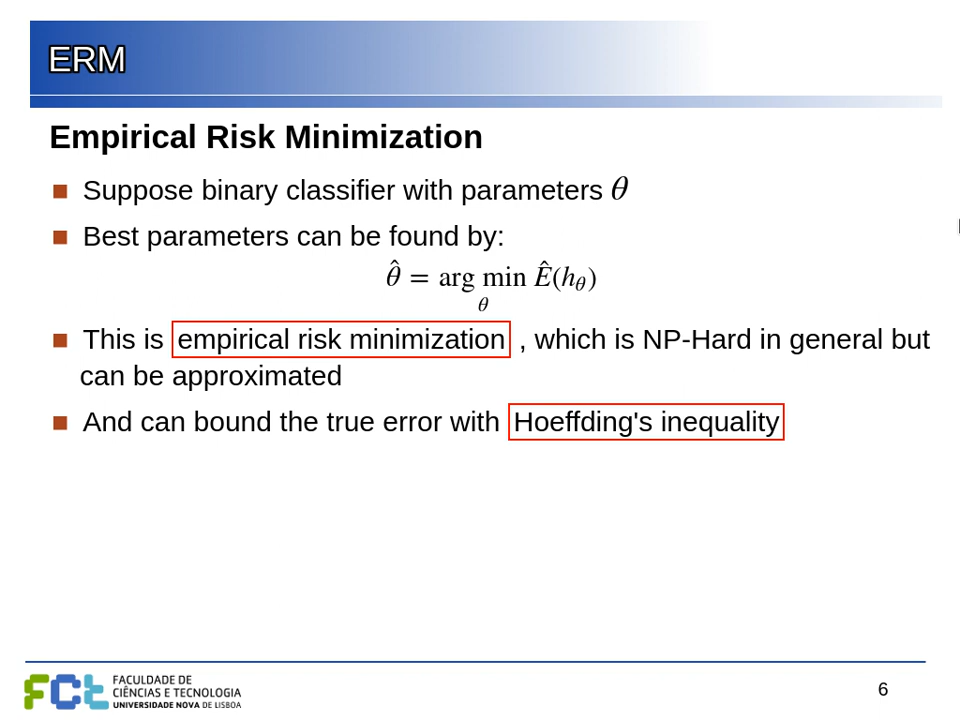 ERM
Empirical Risk Minimization
Suppose binary classifier with parameters θ
Best parameters can be found by:
θ̂ = arg min Ê(hθ)
θ
This is empirical risk minimization , which is NP-Hard in general but
can be approximated
And can bound the true error with Hoeffding's inequality
FCt
FACULDADE DE
CIÊNCIAS E TECNOLOGIA
UNIVERSIDADE NOVA DE LISBOA
6